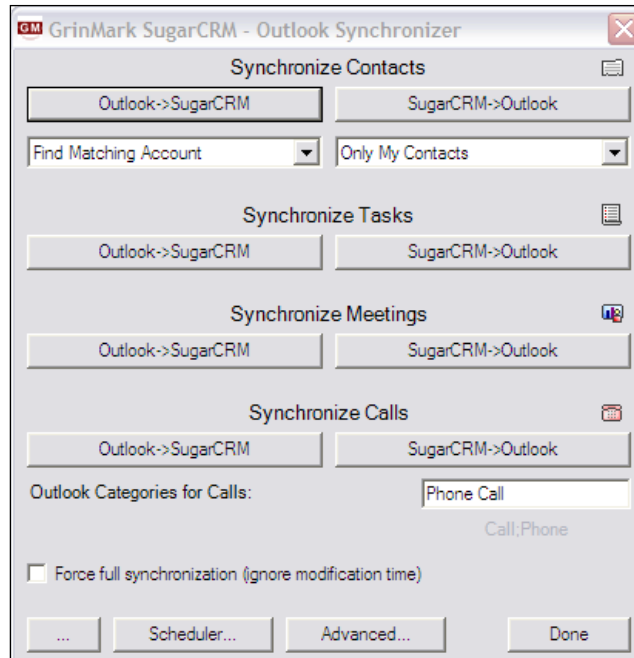 GM GrinMark SugarCRM - Outlook Synchronizer
Synchronize Contacts
Outlook->SugarCRM SugarCRM->Outlook
Find Matching Account Only My Contacts
Synchronize Tasks
Outlook->SugarCRM SugarCRM->Outlook
Synchronize Meetings
Outlook->SugarCRM SugarCRM->Outlook
Synchronize Calls
Outlook->SugarCRM SugarCRM->Outlook
Outlook Categories for Calls: Phone Call
Call;Phone
Force full synchronization (ignore modification time)
... Scheduler... Advanced... Done